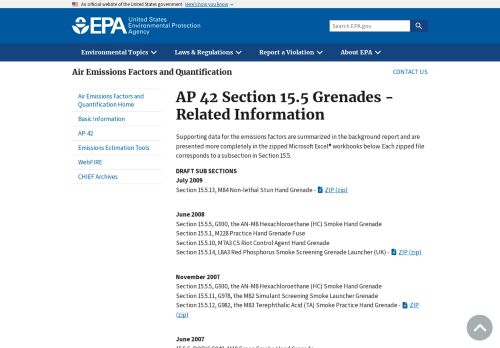 An official website of the United States government Here's how you know
EPA United States Environmental Protection Agency
Search EPA.gov
Environmental Topics Laws & Regulations Report a Violation About EPA
Air Emissions Factors and Quantification
CONTACT US
Air Emissions Factors and Quantification Home
Basic Information
AP-42
Emissions Estimation Tools
WebFIRE
CHIEF Archives
AP 42 Section 15.5 Grenades -
Related Information
Supporting data for the emissions factors are summarized in the background report and are
presented more completely in the zipped Microsoft Excel® workbooks below. Each zipped file
corresponds to a subsection in Section 15.5.
DRAFT SUB SECTIONS
July 2009
Section 15.5.13, M84 Non-lethal Stun Hand Grenade - ZIP (zip)
June 2008
Section 15.5.5, G930, the AN-M8 Hexachloroethane (HC) Smoke Hand Grenade
Section 15.5.1, M228 Practice Hand Grenade Fuse
Section 15.5.10, M7A3 CS Riot Control Agent Hand Grenade
Section 15.5.14, L8A3 Red Phosphorus Smoke Screening Grenade Launcher (UK) - ZIP (zip)
November 2007
Section 15.5.5, G930, the AN-M8 Hexachloroethane (HC) Smoke Hand Grenade
Section 15.5.11, G978, the M82 Simulant Screening Smoke Launcher Grenade
Section 15.5.12, G982, the M83 Terephthalic Acid (TA) Smoke Practice Hand Grenade - ZIP
(zip)
June 2007